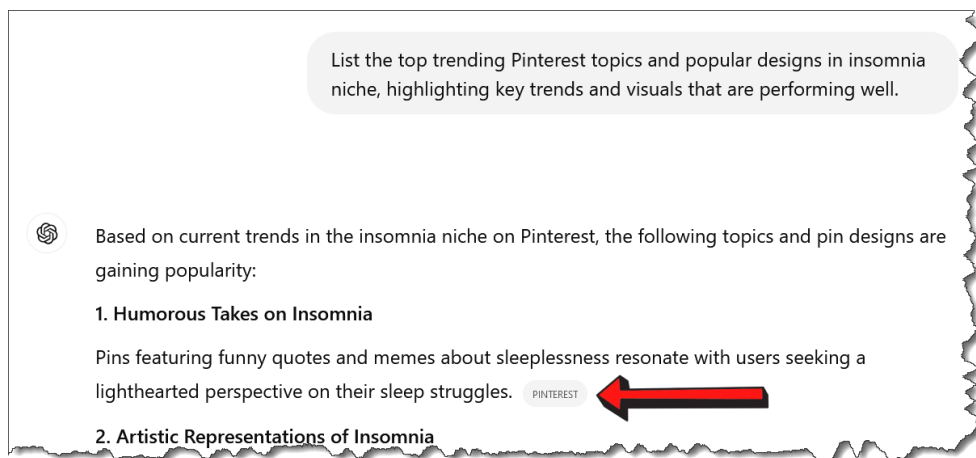 List the top trending Pinterest topics and popular designs in insomnia
niche, highlighting key trends and visuals that are performing well.
Based on current trends in the insomnia niche on Pinterest, the following topics and pin designs are
gaining popularity:
1. Humorous Takes on Insomnia
Pins featuring funny quotes and memes about sleeplessness resonate with users seeking a
lighthearted perspective on their sleep struggles. PINTEREST
2. Artistic Representations of Insomnia